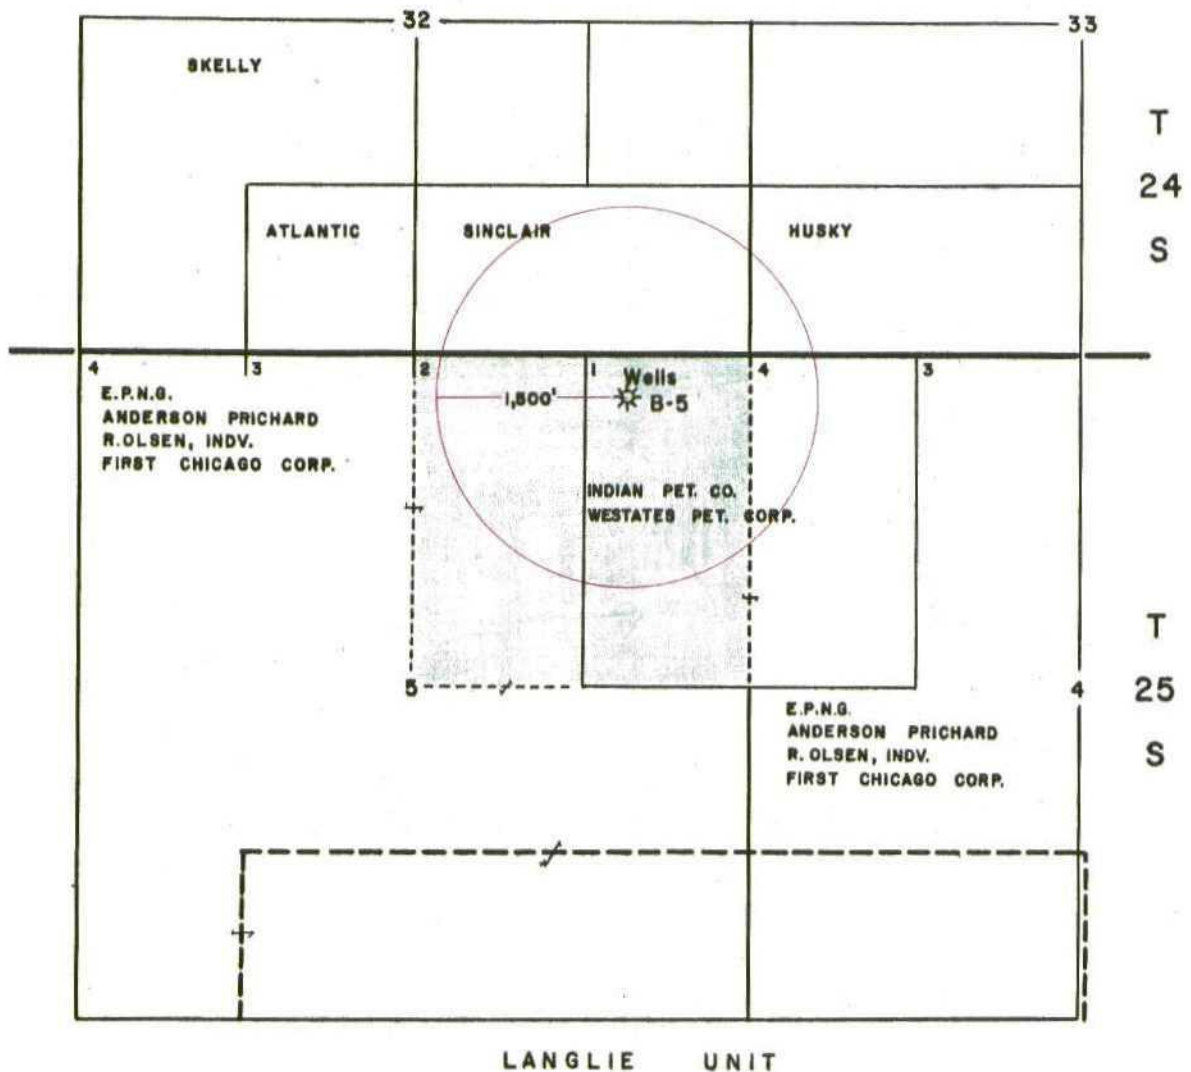 32
33
SKELLY
T
24
S
ATLANTIC
SINCLAIR
HUSKY
4
3
2
1
4
3
E.P.N.G.
ANDERSON PRICHARD
R.OLSEN, INDV.
FIRST CHICAGO CORP.
Wells
1,500'
B-5
INDIAN PET. CO.
WESTATES PET. CORP.
T
25
S
5
4
E.P.N.G.
ANDERSON PRICHARD
R. OLSEN, INDV.
FIRST CHICAGO CORP.
LANGLIE UNIT